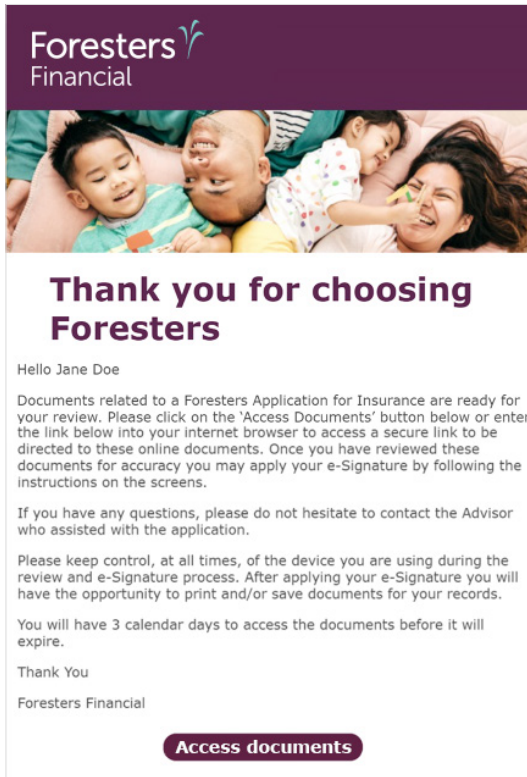 Foresters
Financial
Thank you for choosing
Foresters
Hello Jane Doe
Documents related to a Foresters Application for Insurance are ready for
your review. Please click on the ‘Access Documents’ button below or enter
the link below into your internet browser to access a secure link to be
directed to these online documents. Once you have reviewed these
documents for accuracy you may apply your e-Signature by following the
instructions on the screens.
If you have any questions, please do not hesitate to contact the Advisor
who assisted with the application.
Please keep control, at all times, of the device you are using during the
review and e-Signature process. After applying your e-Signature you will
have the opportunity to print and/or save documents for your records.
You will have 3 calendar days to access the documents before it will
expire.
Thank You
Foresters Financial
Access documents